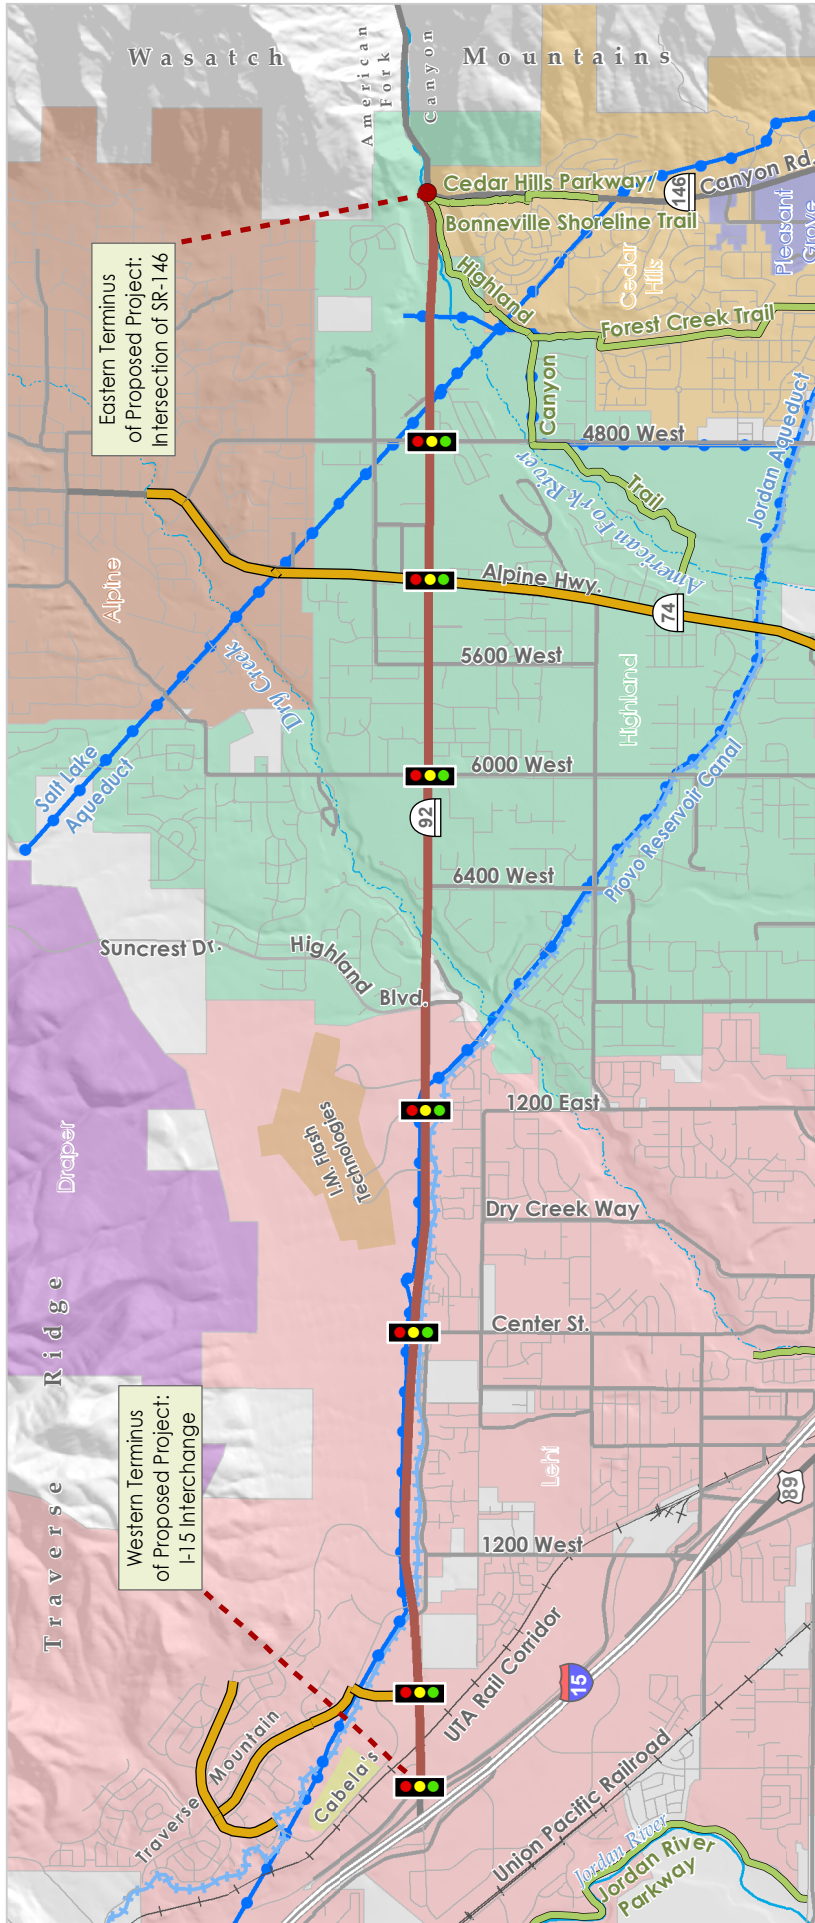 Wasatch
Mountains
American
Fork
Canyon
Cedar Hills Parkway/
Bonneville Shoreline Trail
146
Canyon Rd.
Pleasant
Grove
Cedar
Hills
Highland
Forest Creek Trail
Eastern Terminus
of Proposed Project:
Intersection of SR-146
Canyon
4800 West
Jordan Aqueduct
Trail
American Fork River
Alpine
Alpine Hwy.
74
5600 West
Dry Creek
Highland
6000 West
Salt Lake
Aqueduct
92
Provo Reservoir Canal
6400 West
Suncrest Dr.
Highland
Blvd.
1200 East
I.M. Flash
Technologies
Draper
Dry Creek Way
Center St.
Traverse Ridge
Western Terminus
of Proposed Project:
I-15 Interchange
Lehi
89
1200 West
UTA Rail Corridor
15
Traverse Mountain
Cabela's
Union Pacific Railroad
Jordan River
Jordan River
Parkway